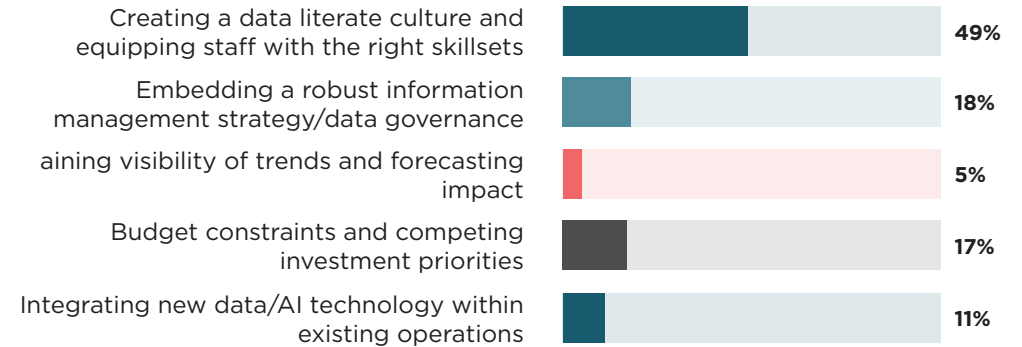 Creating a data literate culture and
equipping staff with the right skillsets
49%
Embedding a robust information
management strategy/data governance
18%
aining visibility of trends and forecasting
impact
5%
Budget constraints and competing
investment priorities
17%
Integrating new data/AI technology within
existing operations
11%